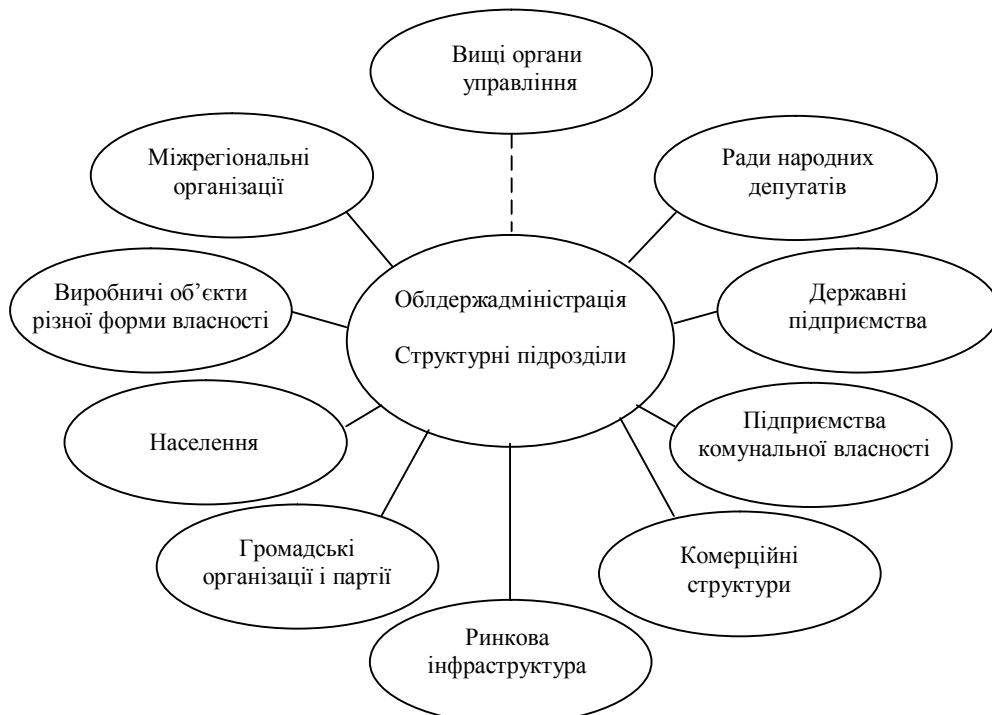 Вищі органи
управління
Міжрегіональні
організації
Ради народних
депутатів
Виробничі об’єкти
різної форми власності
Облдержадміністрація
Структурні підрозділи
Державні
підприємства
Населення
Підприємства
комунальної власності
Громадські
організації і партії
Комерційні
структури
Ринкова
інфраструктура